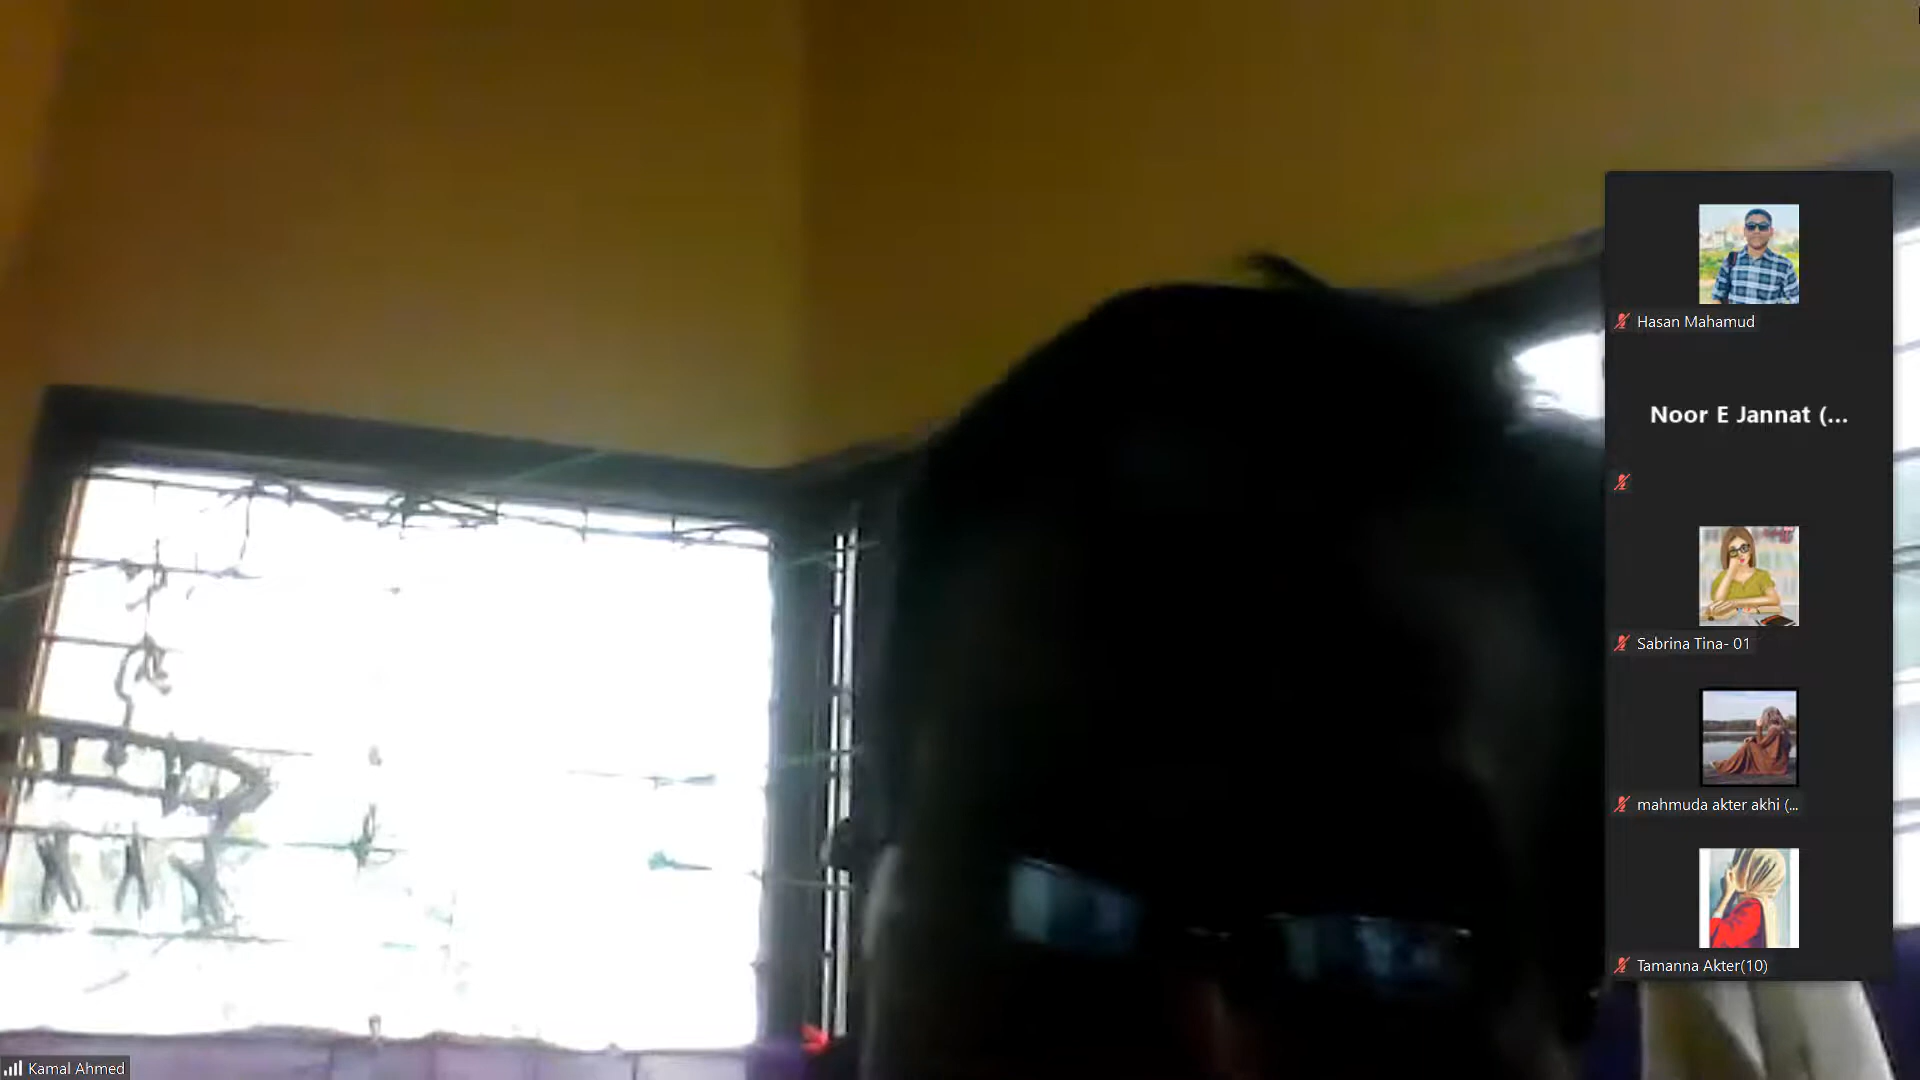 Hasan Mahamud
Noor E Jannat (...
Sabrina Tina- 01
mahmuda akter akhi (...
Tamanna Akter(10)
Kamal Ahmed